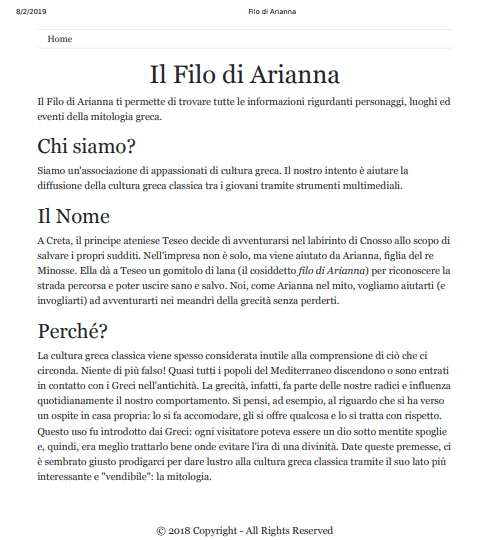 8/2/2019 Filo di Arianna
Home
Il Filo di Arianna
Il Filo di Arianna ti permette di trovare tutte le informazioni rigurdanti personaggi, luoghi ed
eventi della mitologia greca.
Chi siamo?
Siamo un'associazione di appassionati di cultura greca. Il nostro intento è aiutare la
diffusione della cultura greca classica tra i giovani tramite strumenti multimediali.
Il Nome
A Creta, il principe ateniese Teseo decide di avventurarsi nel labirinto di Cnosso allo scopo di
salvare i propri sudditi. Nell'impresa non è solo, ma viene aiutato da Arianna, figlia del re
Minosse. Ella dà a Teseo un gomitolo di lana (il cosiddetto filo di Arianna) per riconoscere la
strada percorsa e poter uscire sano e salvo. Noi, come Arianna nel mito, vogliamo aiutarti (e
invogliarti) ad avventurarti nei meandri della grecità senza perderti.
Perché?
La cultura greca classica viene spesso considerata inutile alla comprensione di ciò che ci
circonda. Niente di più falso! Quasi tutti i popoli del Mediterraneo discendono o sono entrati
in contatto con i Greci nell'antichità. La grecità, infatti, fa parte delle nostre radici e influenza
quotidianamente il nostro comportamento. Si pensi, ad esempio, al riguardo che si ha verso
un ospite in casa propria: lo si fa accomodare, gli si offre qualcosa e lo si tratta con rispetto.
Questo uso fu introdotto dai Greci: ogni visitatore poteva essere un dio sotto mentite spoglie
e, quindi, era meglio trattarlo bene onde evitare l'ira di una divinità. Date queste premesse, ci
è sembrato giusto prodigarci per dare lustro alla cultura greca classica tramite il suo lato più
interessante e "vendibile": la mitologia.
© 2018 Copyright - All Rights Reserved